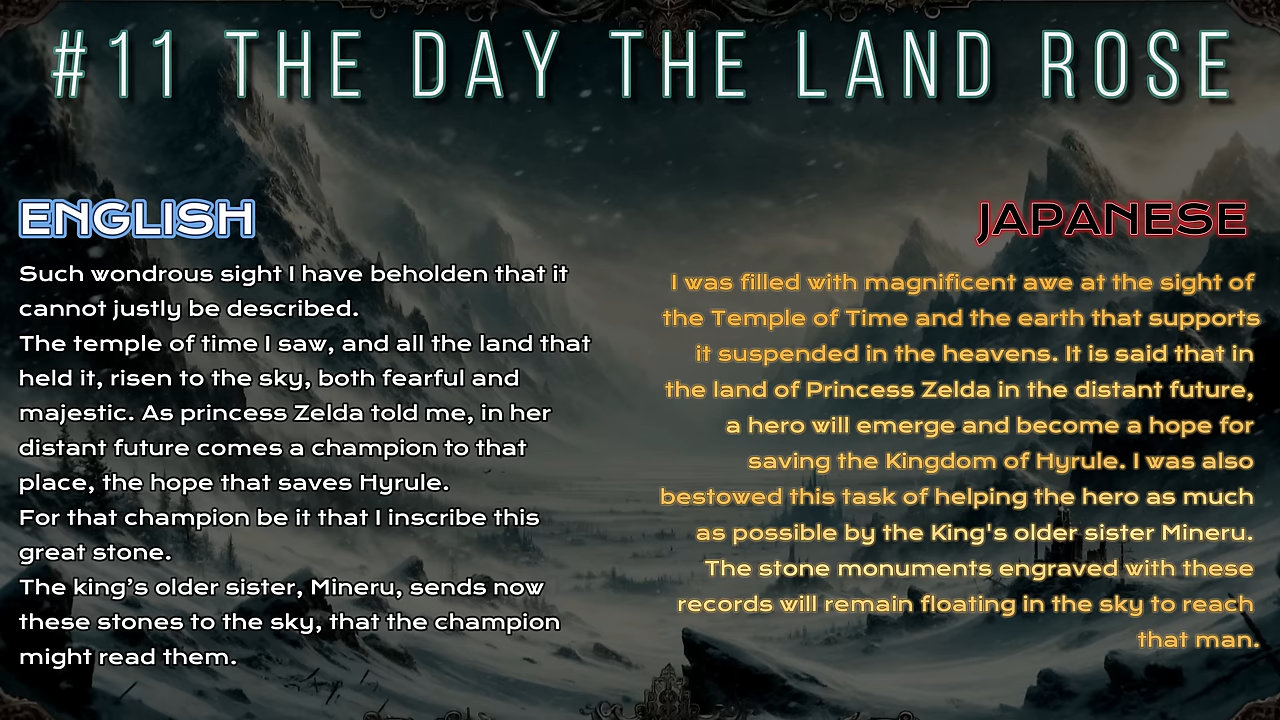 #11 THE DAY THE LAND ROSE
ENGLISH
Such wondrous sight I have beholden that it
cannot justly be described.
The temple of time I saw, and all the land that
held it, risen to the sky, both fearful and
majestic. As princess Zelda told me, in her
distant future comes a champion to that
place, the hope that saves Hyrule.
For that champion be it that I inscribe this
great stone.
The king’s older sister, Mineru, sends now
these stones to the sky, that the champion
might read them.
JAPANESE
I was filled with magnificent awe at the sight of
the Temple of Time and the earth that supports
it suspended in the heavens. It is said that in
the land of Princess Zelda in the distant future,
a hero will emerge and become a hope for
saving the Kingdom of Hyrule. I was also
bestowed this task of helping the hero as much
as possible by the King's older sister Mineru.
The stone monuments engraved with these
records will remain floating in the sky to reach
that man.